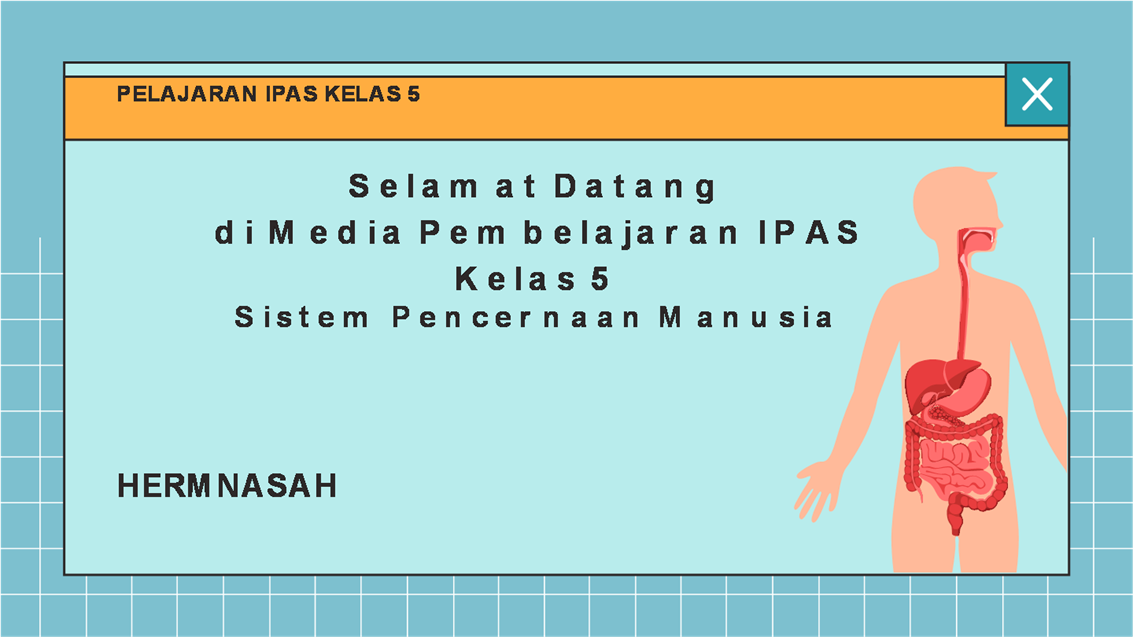 PELAJARAN IPAS KELAS 5
Selamat Datang
di Media Pembelajaran IPAS
Kelas 5
Sistem Pencernaan Manusia
HERMNASAH